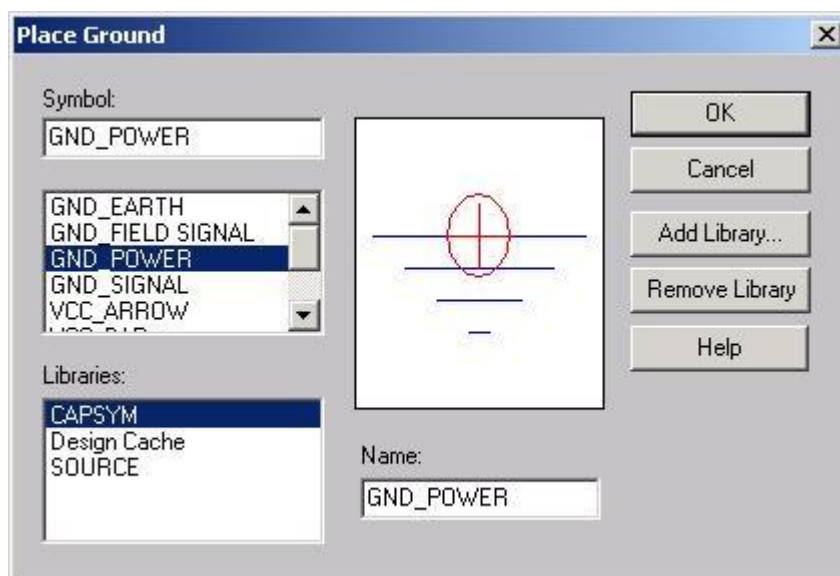 Place Ground
Symbol:
GND_POWER
GND_EARTH
GND_FIELD SIGNAL
GND_POWER
GND_SIGNAL
VCC_ARROW
Libraries:
CAPSYM
Design Cache
SOURCE
Name:
GND_POWER
OK
Cancel
Add Library...
Remove Library
Help